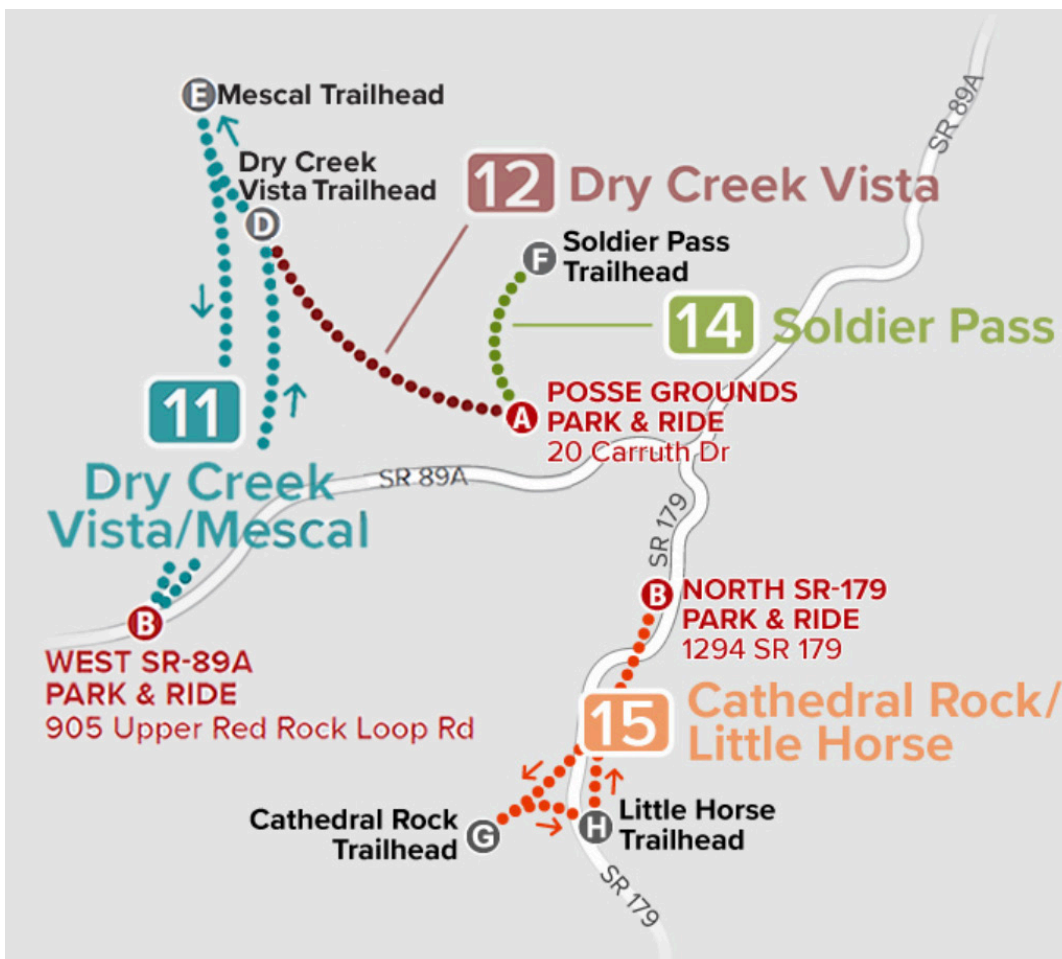 E Mescal Trailhead
Dry Creek
Vista Trailhead
D
12 Dry Creek Vista
SR 89A
F Soldier Pass
Trailhead
14 Soldier Pass
11
Dry Creek
Vista/Mescal
A POSSE GROUNDS
PARK & RIDE
20 Carruth Dr
SR 89A
SR 179
B
WEST SR-89A
PARK & RIDE
905 Upper Red Rock Loop Rd
B NORTH SR-179
PARK & RIDE
1294 SR 179
15 Cathedral Rock/
Little Horse
Cathedral Rock
Trailhead
G
H Little Horse
Trailhead
SR 179